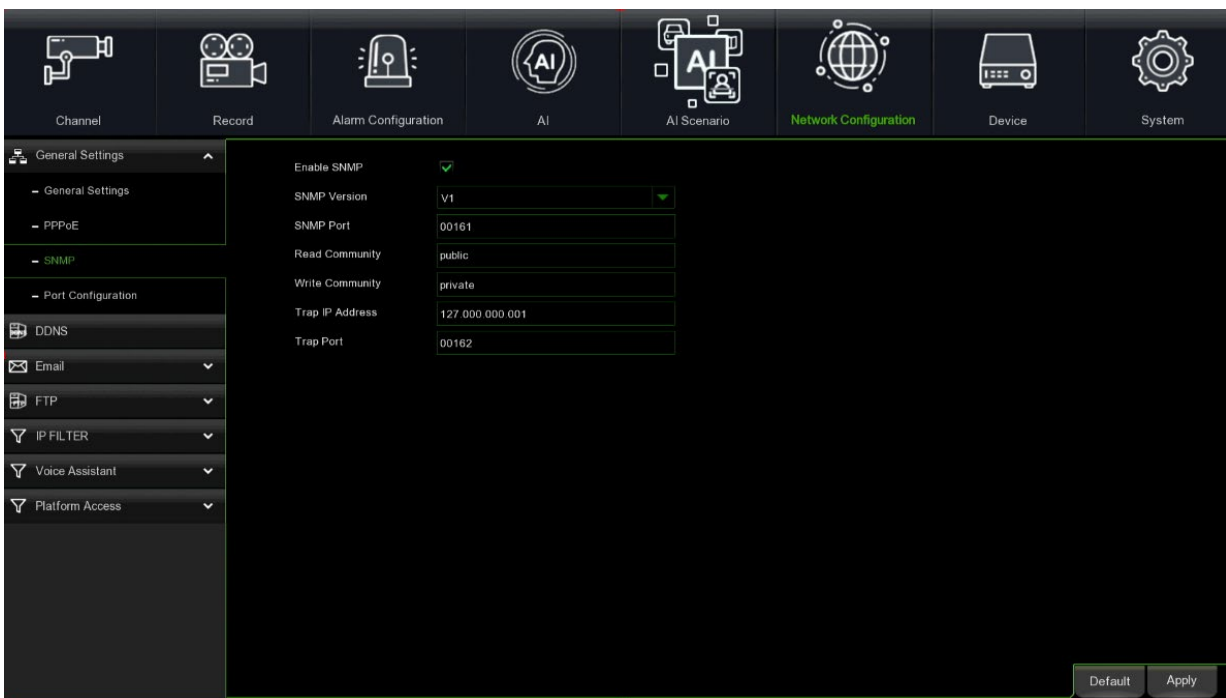 Channel
Record
Alarm Configuration
AI
AI
AI Scenario
Network Configuration
Device
System
General Settings
– General Settings
– PPPoE
– SNMP
– Port Configuration
DDNS
Email
FTP
IP FILTER
Voice Assistant
Platform Access
Enable SNMP
SNMP Version V1
SNMP Port 00161
Read Community public
Write Community private
Trap IP Address 127.000.000.001
Trap Port 00162
Default Apply